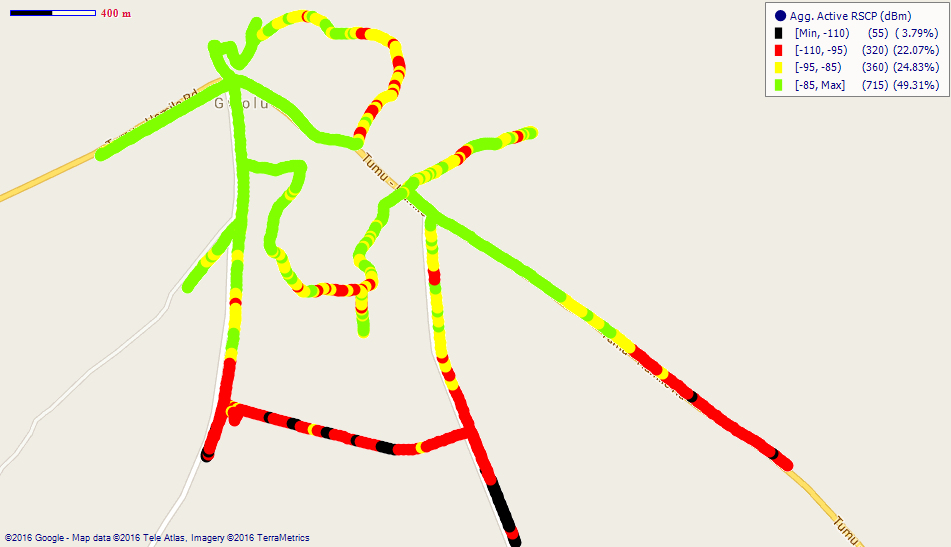 400 m
Agg. Active RSCP (dBm)
[Min, -110) (55) ( 3.79%)
[-110, -95) (320) (22.07%)
[-95, -85) (360) (24.83%)
[-85, Max] (715) (49.31%)
Tumu -
Tumu
©2016 Google - Map data ©2016 Tele Atlas, Imagery ©2016 TerraMetrics